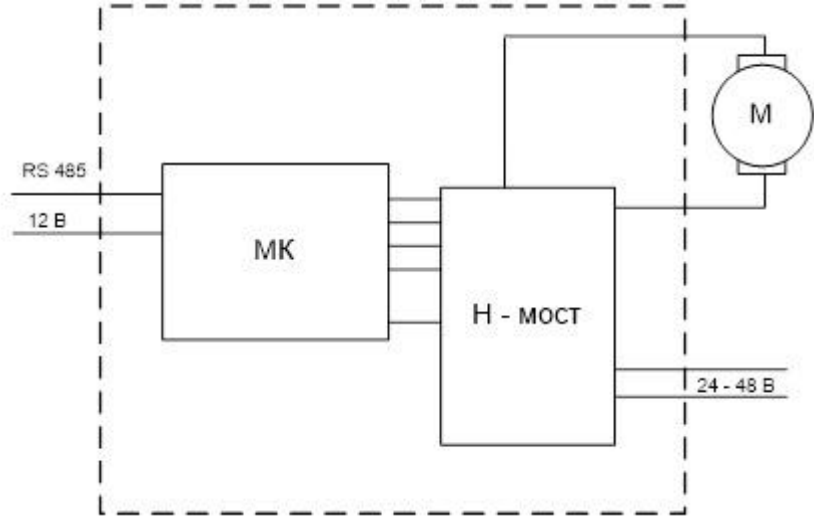 М
RS 485
12 В
МК
Н - мост
24 - 48 В